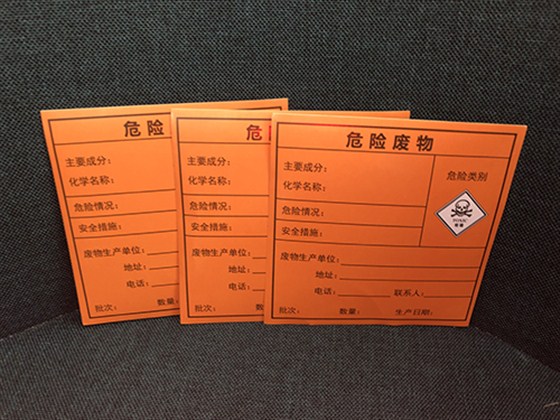 危险
主要成分:
化学名称:
危险情况:
安全措施:
废物生产单位:
地址:
电话:
批次: 数量:
危
主要成分:
化学名称:
危险情况:
安全措施:
废物生产单位:
地址:
电话:
批次: 数
危险废物
主要成分:
化学名称:
危险类别
TOXIC
有毒
危险情况:
安全措施:
废物生产单位:
地址:
电话: 联系人:
批次: 数量: 生产日期: